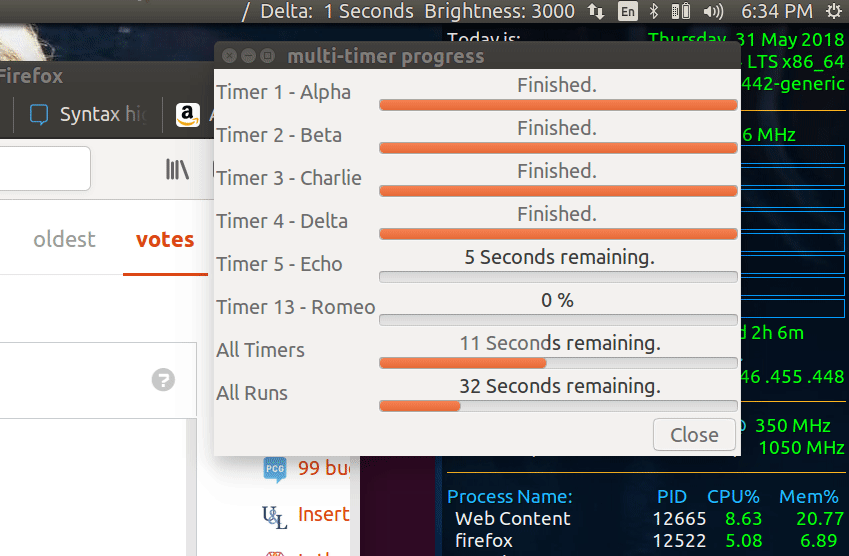 / Delta: 1 Seconds Brightness: 3000 En 6:34 PM
Today is: Thursday, 31 May 2018
LTS x86_64
442-generic
6 MHz
d 2h 6m
46 .455 .448
350 MHz
1050 MHz
Process Name: PID CPU% Mem%
Web Content 12665 8.63 20.77
firefox 12522 5.08 6.89
multi-timer progress
Timer 1 - Alpha Finished.
Timer 2 - Beta Finished.
Timer 3 - Charlie Finished.
Timer 4 - Delta Finished.
Timer 5 - Echo 5 Seconds remaining.
Timer 13 - Romeo 0 %
All Timers 11 Seconds remaining.
All Runs 32 Seconds remaining.
Close
Firefox
Syntax hig
a
oldest votes
?
PCG 99 bug
U&L Insert